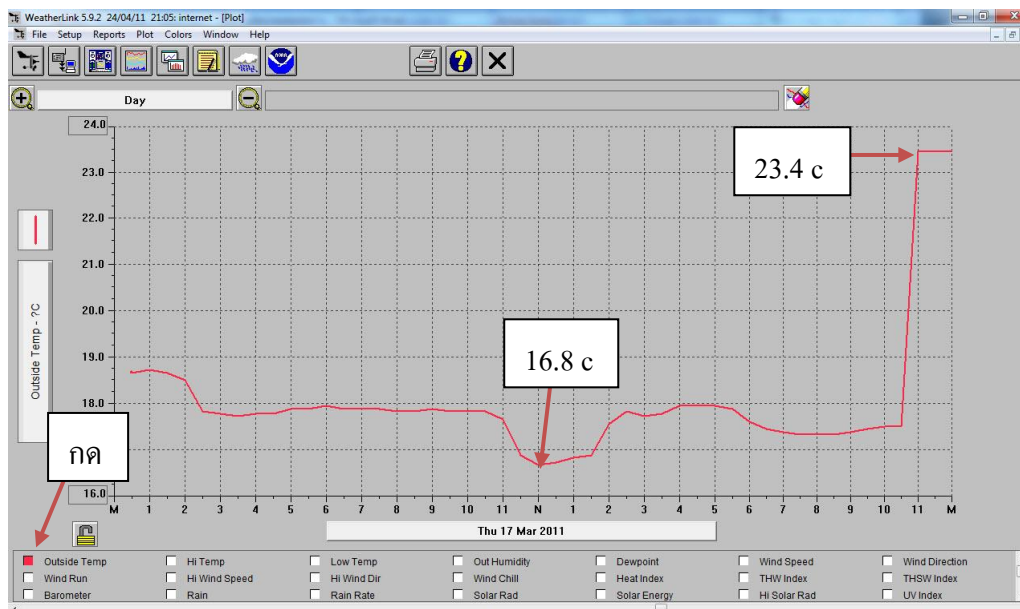 WeatherLink 5.9.2 24/04/11 21:05: internet - [Plot]
File Setup Reports Plot Colors Window Help
Day
24.0
23.0
22.0
21.0
20.0
19.0
18.0
16.0
Outside Temp - ?C
23.4 c
16.8 c
กด
M 1 2 3 4 5 6 7 8 9 10 11 N 1 2 3 4 5 6 7 8 9 10 11 M
Thu 17 Mar 2011
Outside Temp Hi Temp Low Temp Out Humidity Dewpoint Wind Speed Wind Direction
Wind Run Hi Wind Speed Hi Wind Dir Wind Chill Heat Index THW Index THSW Index
Barometer Rain Rain Rate Solar Rad Solar Energy Hi Solar Rad UV Index